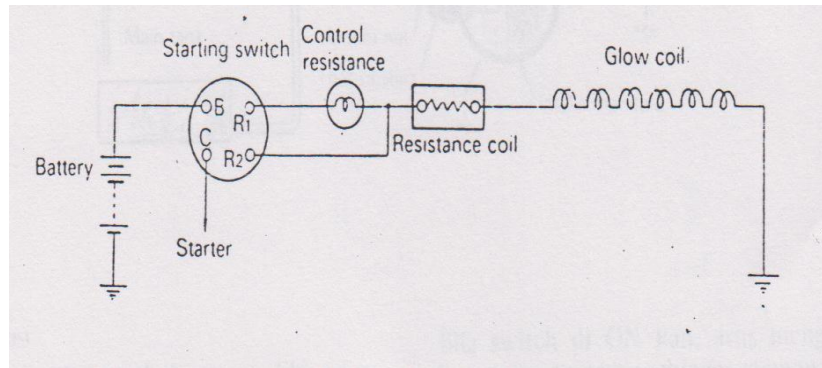 Starting switch
Control
resistance
Glow coil
B
R1
C
R2
Resistance coil
Battery
Starter